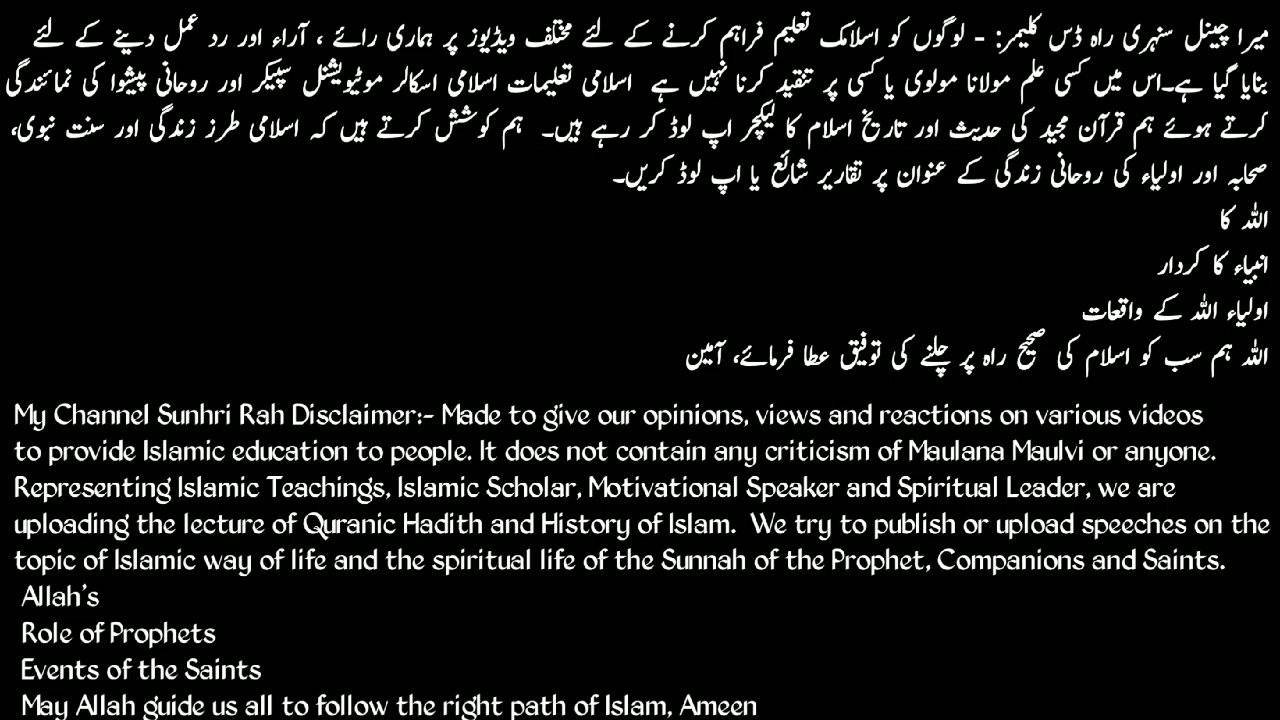 میرا چینل سنہری راہ ڈس کلیمر: - لوگوں کو اسلامک تعلیم فراہم کرنے کے لئے مختلف ویڈیوز پر ہماری رائے ، آراء اور رد عمل دینے کے لئے
بنایا گیا ہے۔اس میں کسی علم مولانا مولوی یا کسی پر تنقید کرنا نہیں ہے اسلامی تعلیمات اسلامی اسکالر موٹیویشنل سپیکر اور روحانی پیشوا کی نمائندگی
کرتے ہوئے ہم قرآن مجید کی حدیث اور تاریخ اسلام کا لیکچر اپ لوڈ کر رہے ہیں۔ ہم کوشش کرتے ہیں کہ اسلامی طرز زندگی اور سنت نبوی،
صحابہ اور اولیاء کی روحانی زندگی کے عنوان پر تقاریر شائع یا اپ لوڈ کریں۔
اللہ کا
انبیاء کا کردار
اولیاء اللہ کے واقعات
اللہ ہم سب کو اسلام کی صحیح راہ پر چلنے کی توفیق عطا فرمائے، آمین
My Channel Sunhri Rah Disclaimer:- Made to give our opinions, views and reactions on various videos
to provide Islamic education to people. It does not contain any criticism of Maulana Maulvi or anyone.
Representing Islamic Teachings, Islamic Scholar, Motivational Speaker and Spiritual Leader, we are
uploading the lecture of Quranic Hadith and History of Islam. We try to publish or upload speeches on the
topic of Islamic way of life and the spiritual life of the Sunnah of the Prophet, Companions and Saints.
Allah's
Role of Prophets
Events of the Saints
May Allah guide us all to follow the right path of Islam, Ameen